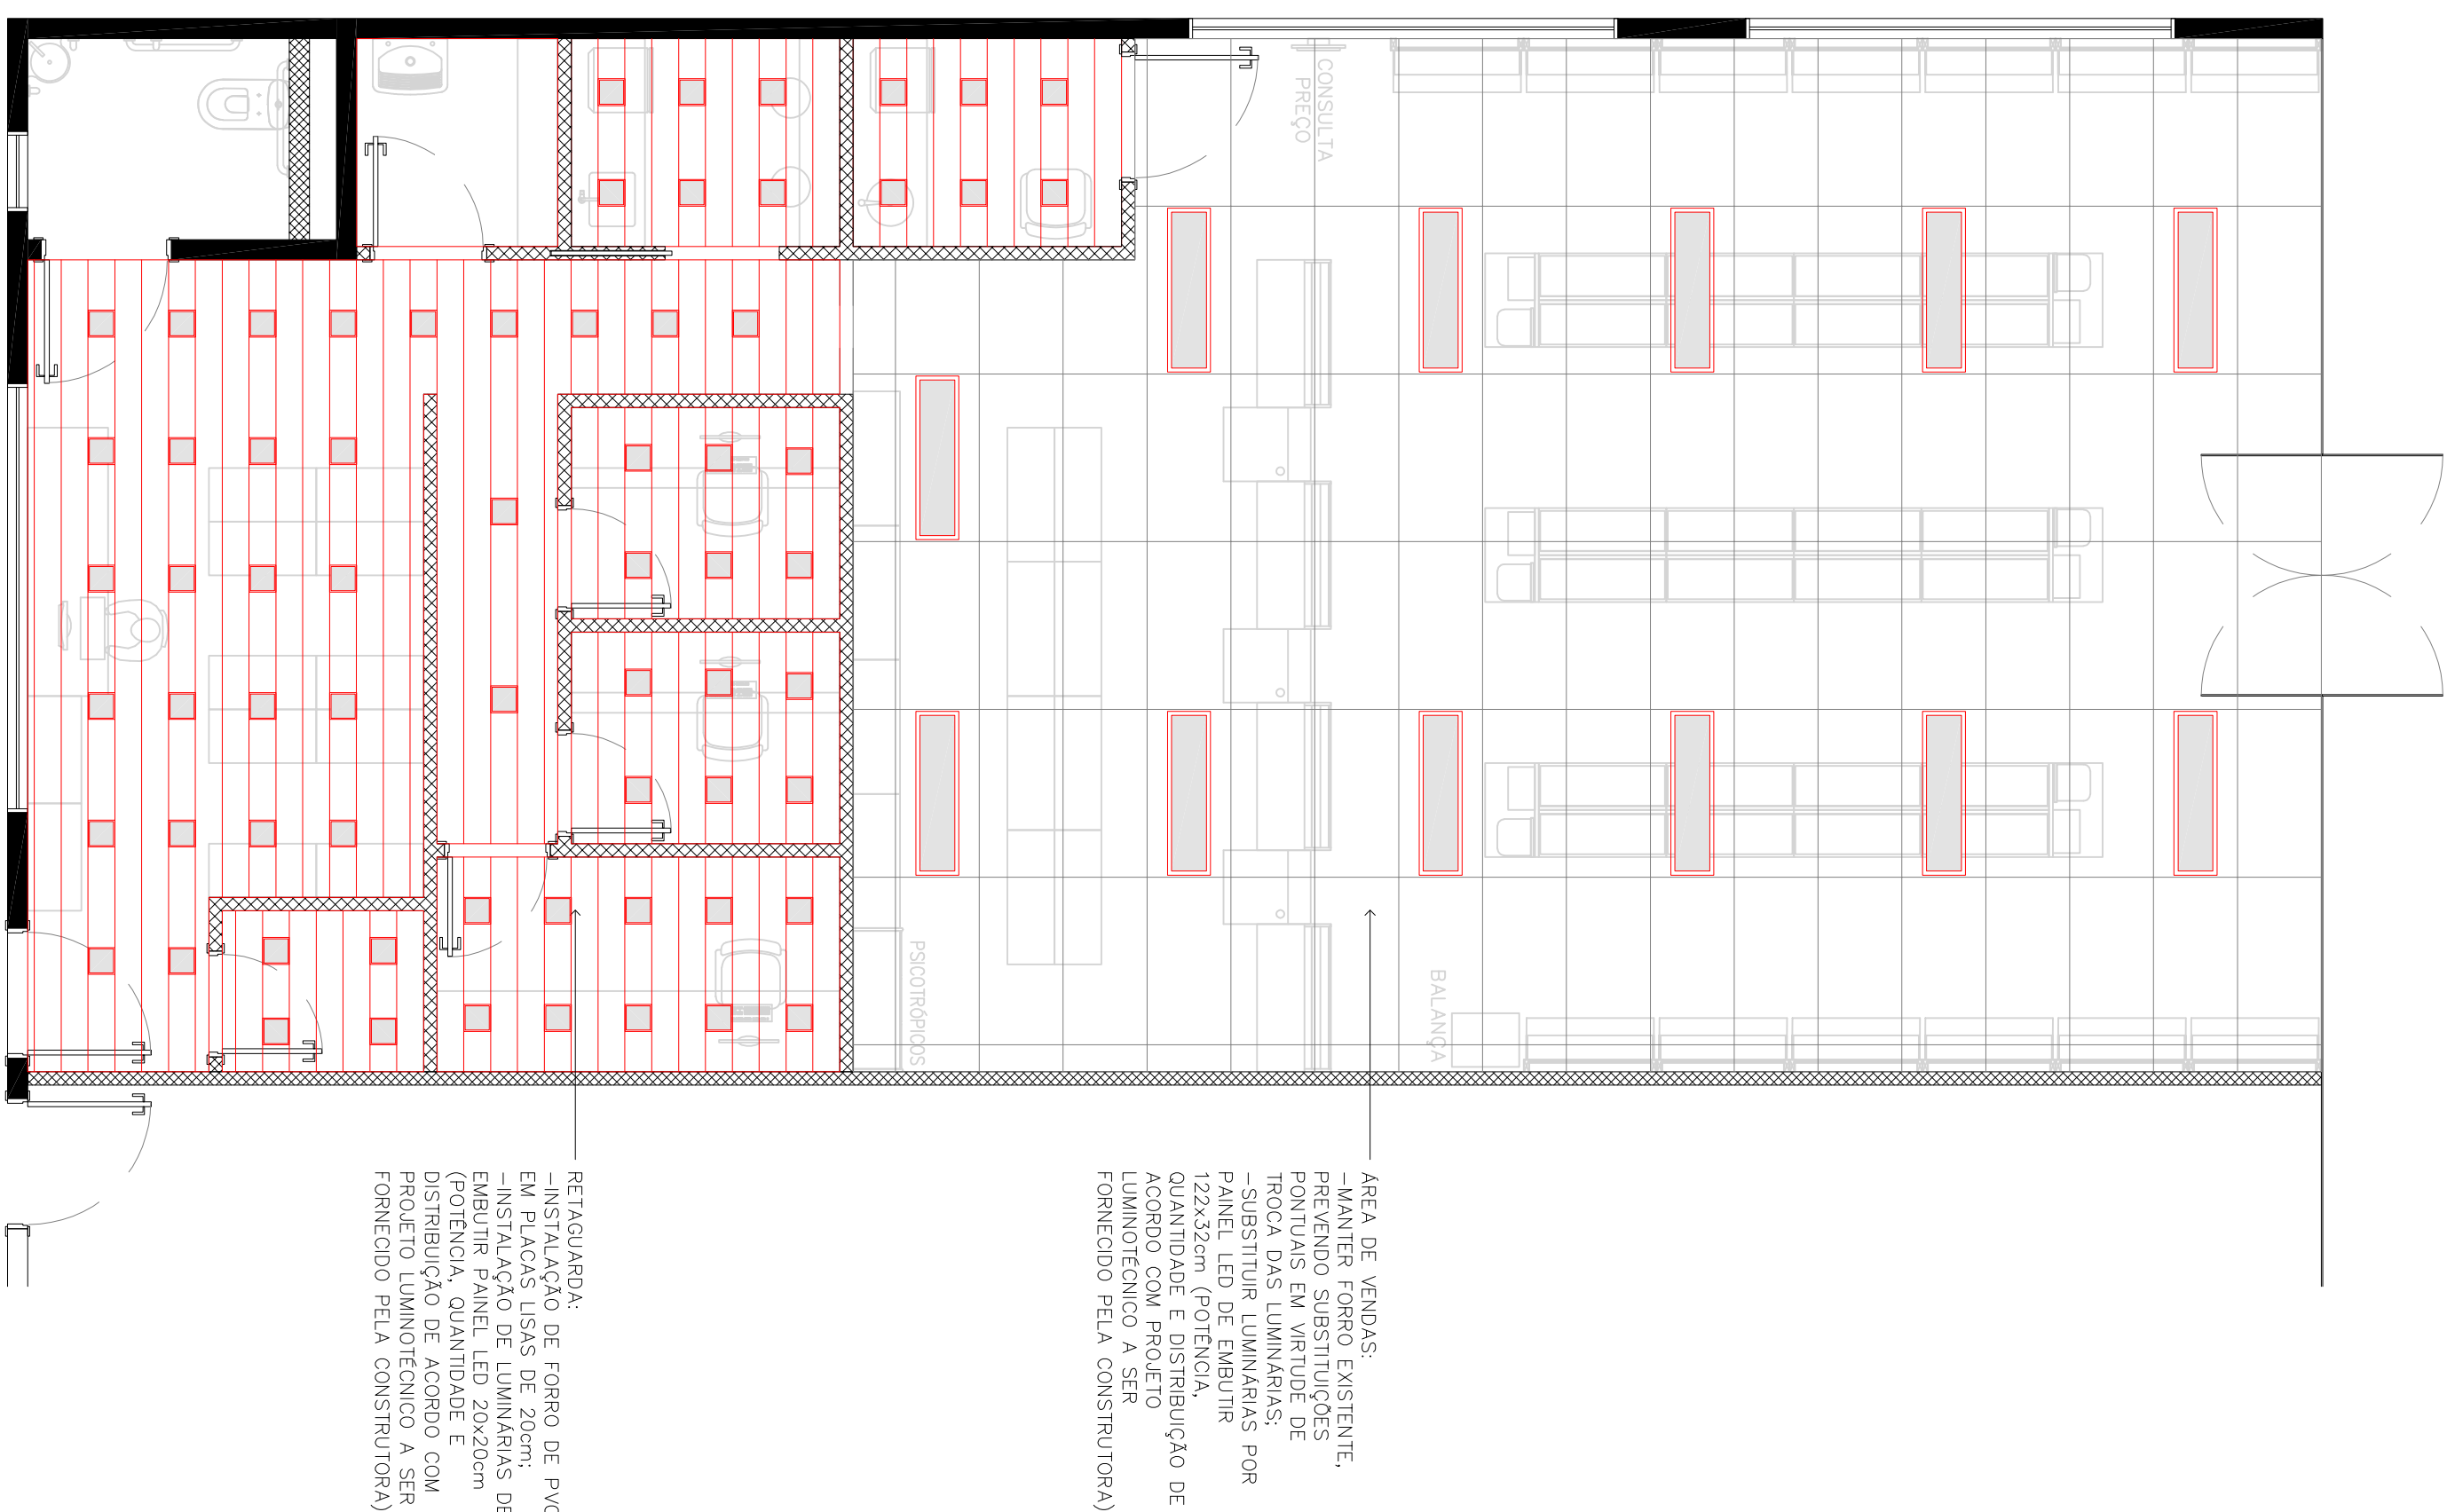 CONSULTA
PREÇO
PSICOTRÓPICOS
BALANÇA
ÁREA DE VENDAS:
-MANTER FORRO EXISTENTE,
PREVENDO SUBSTITUIÇÕES
PONTUAIS EM VIRTUDE DE
TROCA DAS LUMINÁRIAS;
-SUBSTITUIR LUMINÁRIAS POR
PAINEL LED DE EMBUTIR
122x32cm (POTÊNCIA,
QUANTIDADE E DISTRIBUIÇÃO DE
ACORDO COM PROJETO
LUMINOTÉCNICO A SER
FORNECIDO PELA CONSTRUTORA)
RETAGUARDA:
-INSTALAÇÃO DE FORRO DE PVC
EM PLACAS LISAS DE 20cm;
-INSTALAÇÃO DE LUMINÁRIAS DE
EMBUTIR PAINEL LED 20x20cm
(POTÊNCIA, QUANTIDADE E
DISTRIBUIÇÃO DE ACORDO COM
PROJETO LUMINOTÉCNICO A SER
FORNECIDO PELA CONSTRUTORA)